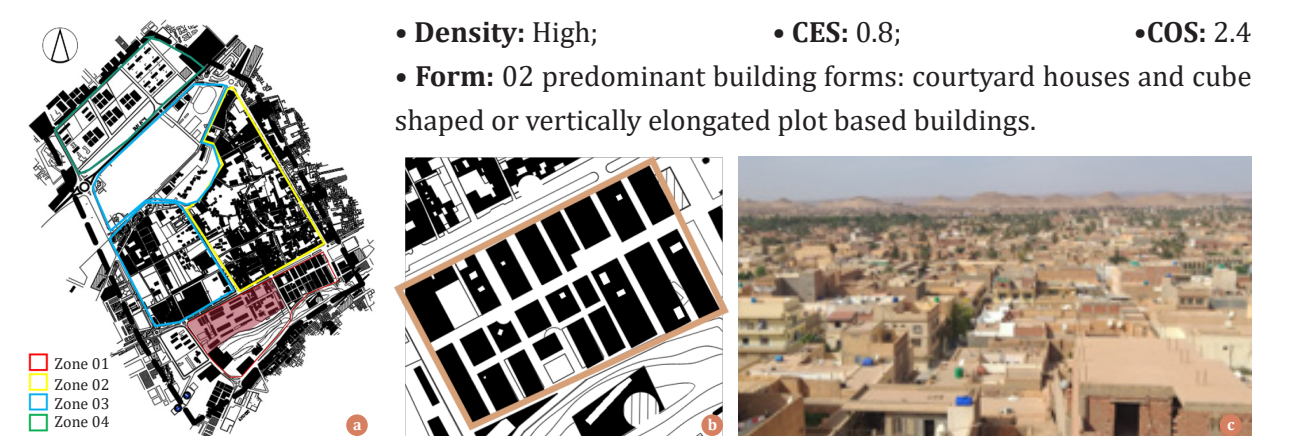 • Density: High; • CES: 0.8; •COS: 2.4
• Form: 02 predominant building forms: courtyard houses and cube
shaped or vertically elongated plot based buildings.
Zone 01
Zone 02
Zone 03
Zone 04
a
b
c